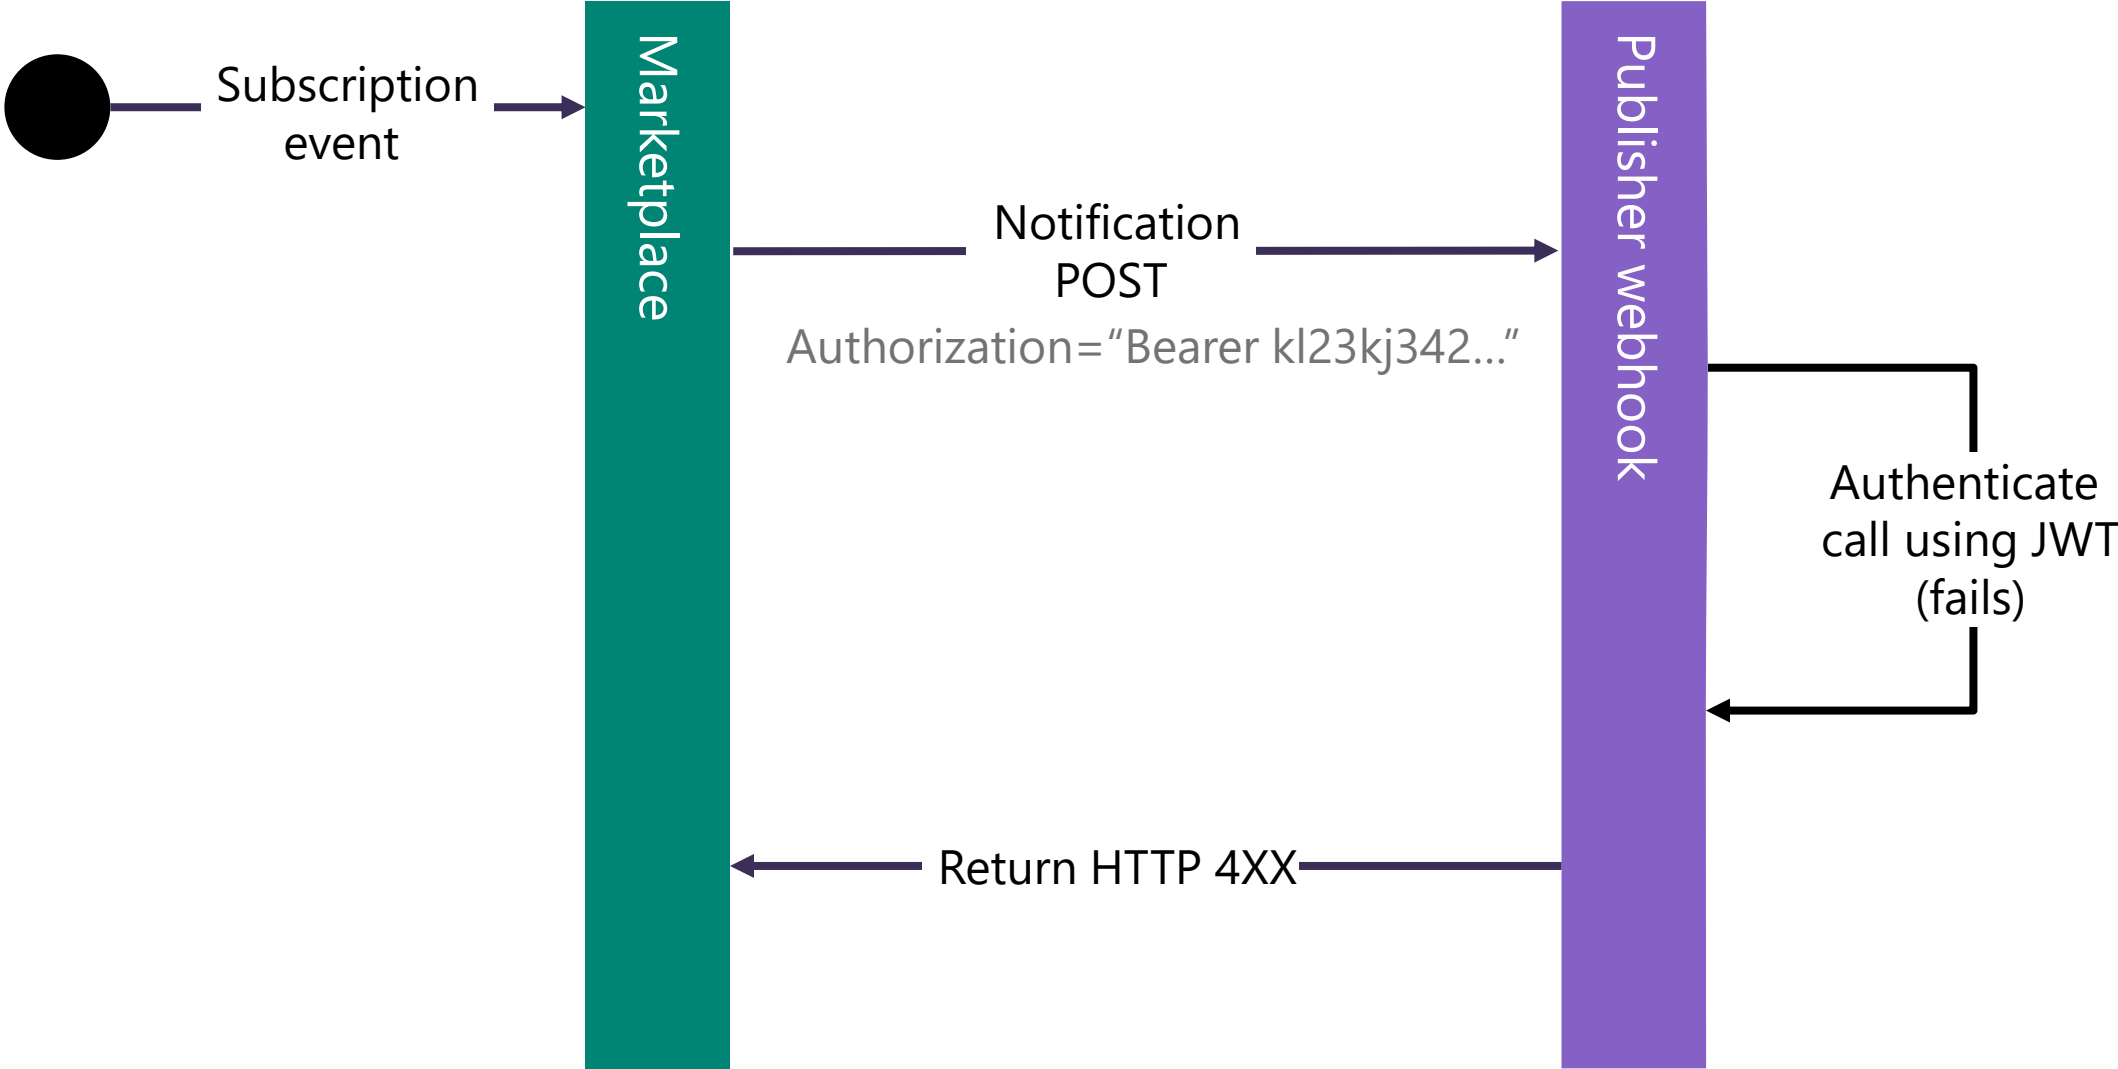 Subscription
event
Marketplace
Publisher webhook
Notification
POST
Authorization=“Bearer kl23kj342...”
Authenticate
call using JWT
(fails)
Return HTTP 4XX